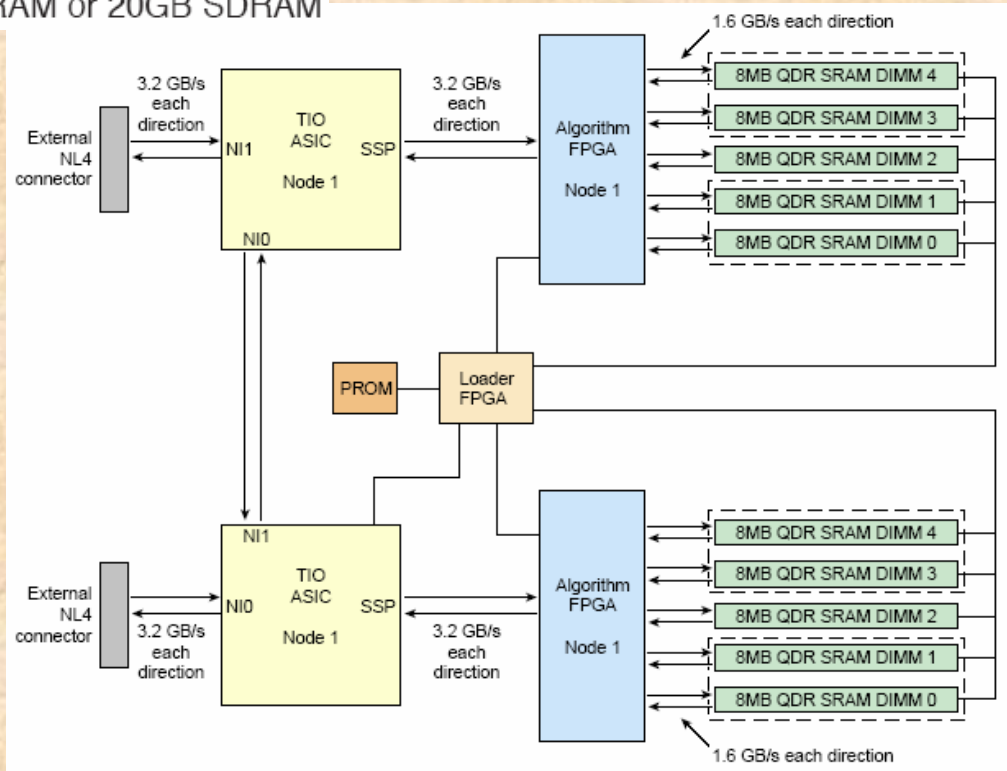 RAM or 20GB SDRAM
1.6 GB/s each direction
3.2 GB/s
each
direction
3.2 GB/s
each
direction
External
NL4
connector
NI1
TIO
ASIC
SSP
Node 1
NI0
Algorithm
FPGA
Node 1
8MB QDR SRAM DIMM 4
8MB QDR SRAM DIMM 3
8MB QDR SRAM DIMM 2
8MB QDR SRAM DIMM 1
8MB QDR SRAM DIMM 0
PROM
Loader
FPGA
NI1
TIO
ASIC
NI0
SSP
Node 1
External
NL4
connector
3.2 GB/s
each
direction
3.2 GB/s
each
direction
Algorithm
FPGA
Node 1
8MB QDR SRAM DIMM 4
8MB QDR SRAM DIMM 3
8MB QDR SRAM DIMM 2
8MB QDR SRAM DIMM 1
8MB QDR SRAM DIMM 0
1.6 GB/s each direction